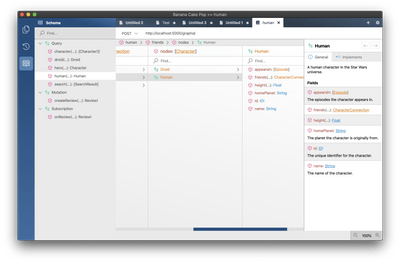 Banana Cake Pop — human
Schema
Untitled 2
Test
Untitled 3
Untitled 1
human
Find...
POST
http://localhost:5000/graphql
Query
character(...): [Character!]
droid(...): Droid
hero(...): Character
human(...): Human
search(...): [SearchResult]
Mutation
createReview(...): Review!
Subscription
onReview(...): Review!
human
friends
nodes
Human
ection
nodes: [Character]
Find...
Droid
Human
Human
Find...
appearsIn: [Episode]
friends(...): CharacterConnection
height(...): Float
homePlanet: String
id: ID!
name: String
Human
General
Implements
A human character in the Star Wars
universe.
Fields
appearsIn: [Episode]
The episodes the character appears in.
friends(...): CharacterConnection
height(...): Float
homePlanet: String
The planet the character is originally from.
id: ID!
The unique identifier for the character.
name: String
The name of the character.
100%